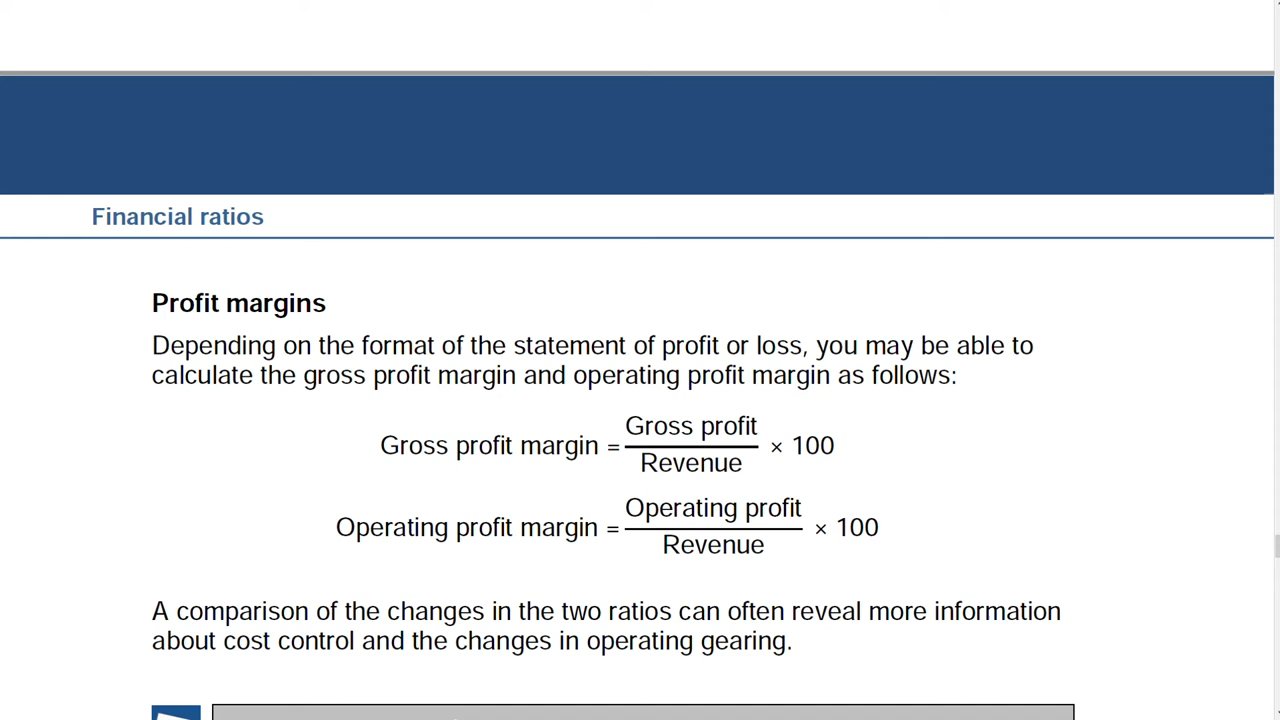 Financial ratios
Profit margins
Depending on the format of the statement of profit or loss, you may be able to
calculate the gross profit margin and operating profit margin as follows:
Gross profit margin = Gross profit / Revenue × 100
Operating profit margin = Operating profit / Revenue × 100
A comparison of the changes in the two ratios can often reveal more information
about cost control and the changes in operating gearing.